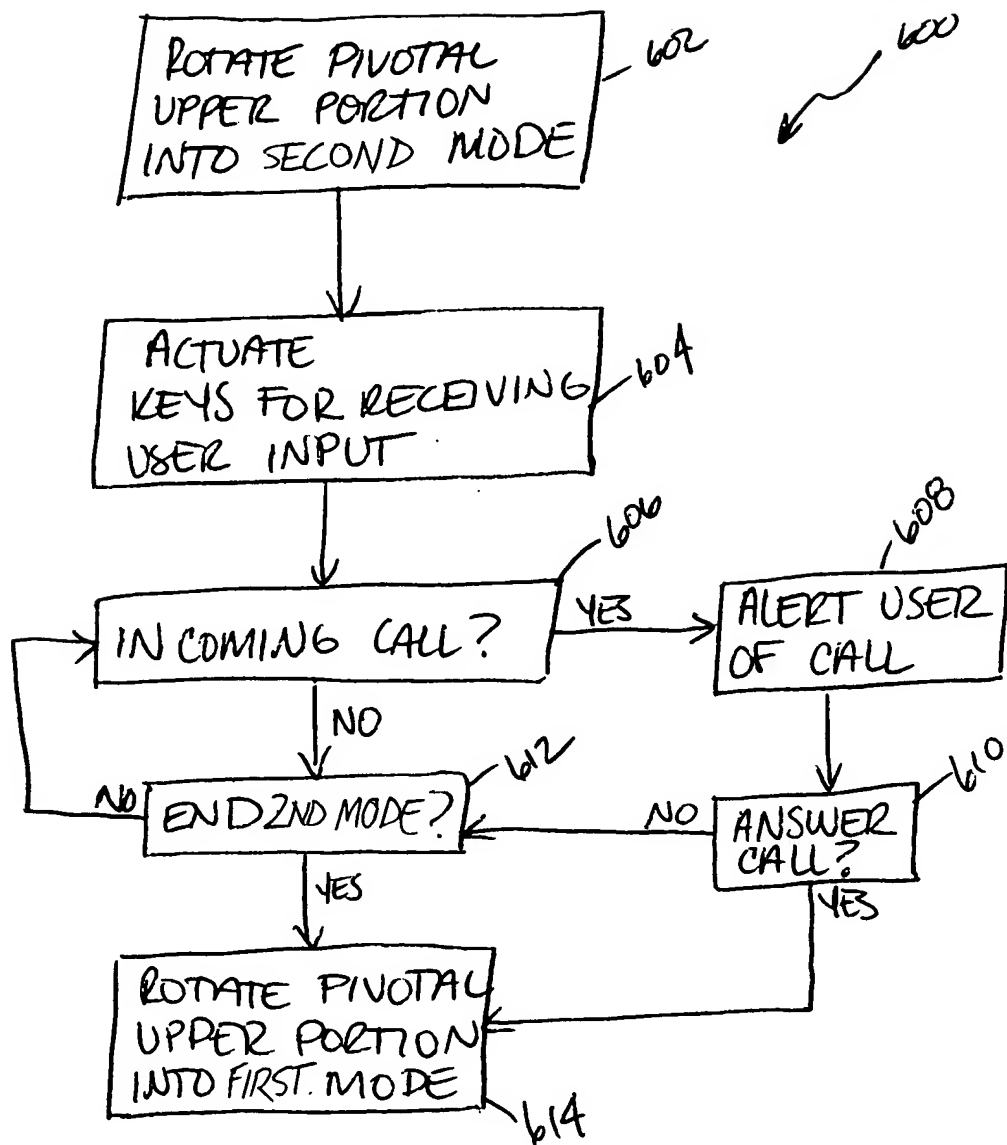 600
ROTATE PIVOTAL
UPPER PORTION
INTO SECOND MODE
602
ACTUATE
KEYS FOR RECEIVING
USER INPUT
604
606
INCOMING CALL?
YES
608
ALERT USER
OF CALL
NO
612
END 2ND MODE?
NO
NO
610
ANSWER
CALL?
YES
YES
ROTATE PIVOTAL
UPPER PORTION
INTO FIRST. MODE
614